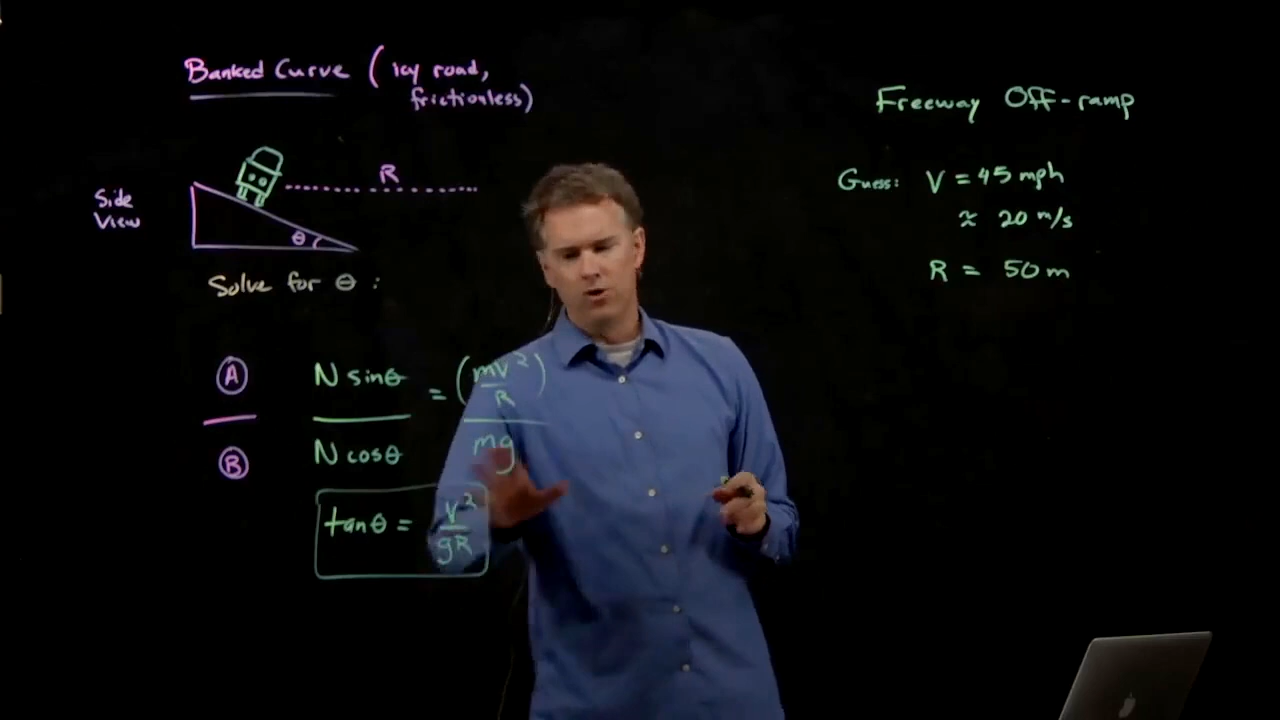 Banked Curve ( icy road,
frictionless)
R
Side
View
θ
Solve for θ :
A N sinθ = (mv²/R)
B N cosθ mg
tanθ = v²/gR
Freeway Off-ramp
Guess: V = 45 mph
≈ 20 m/s
R = 50 m